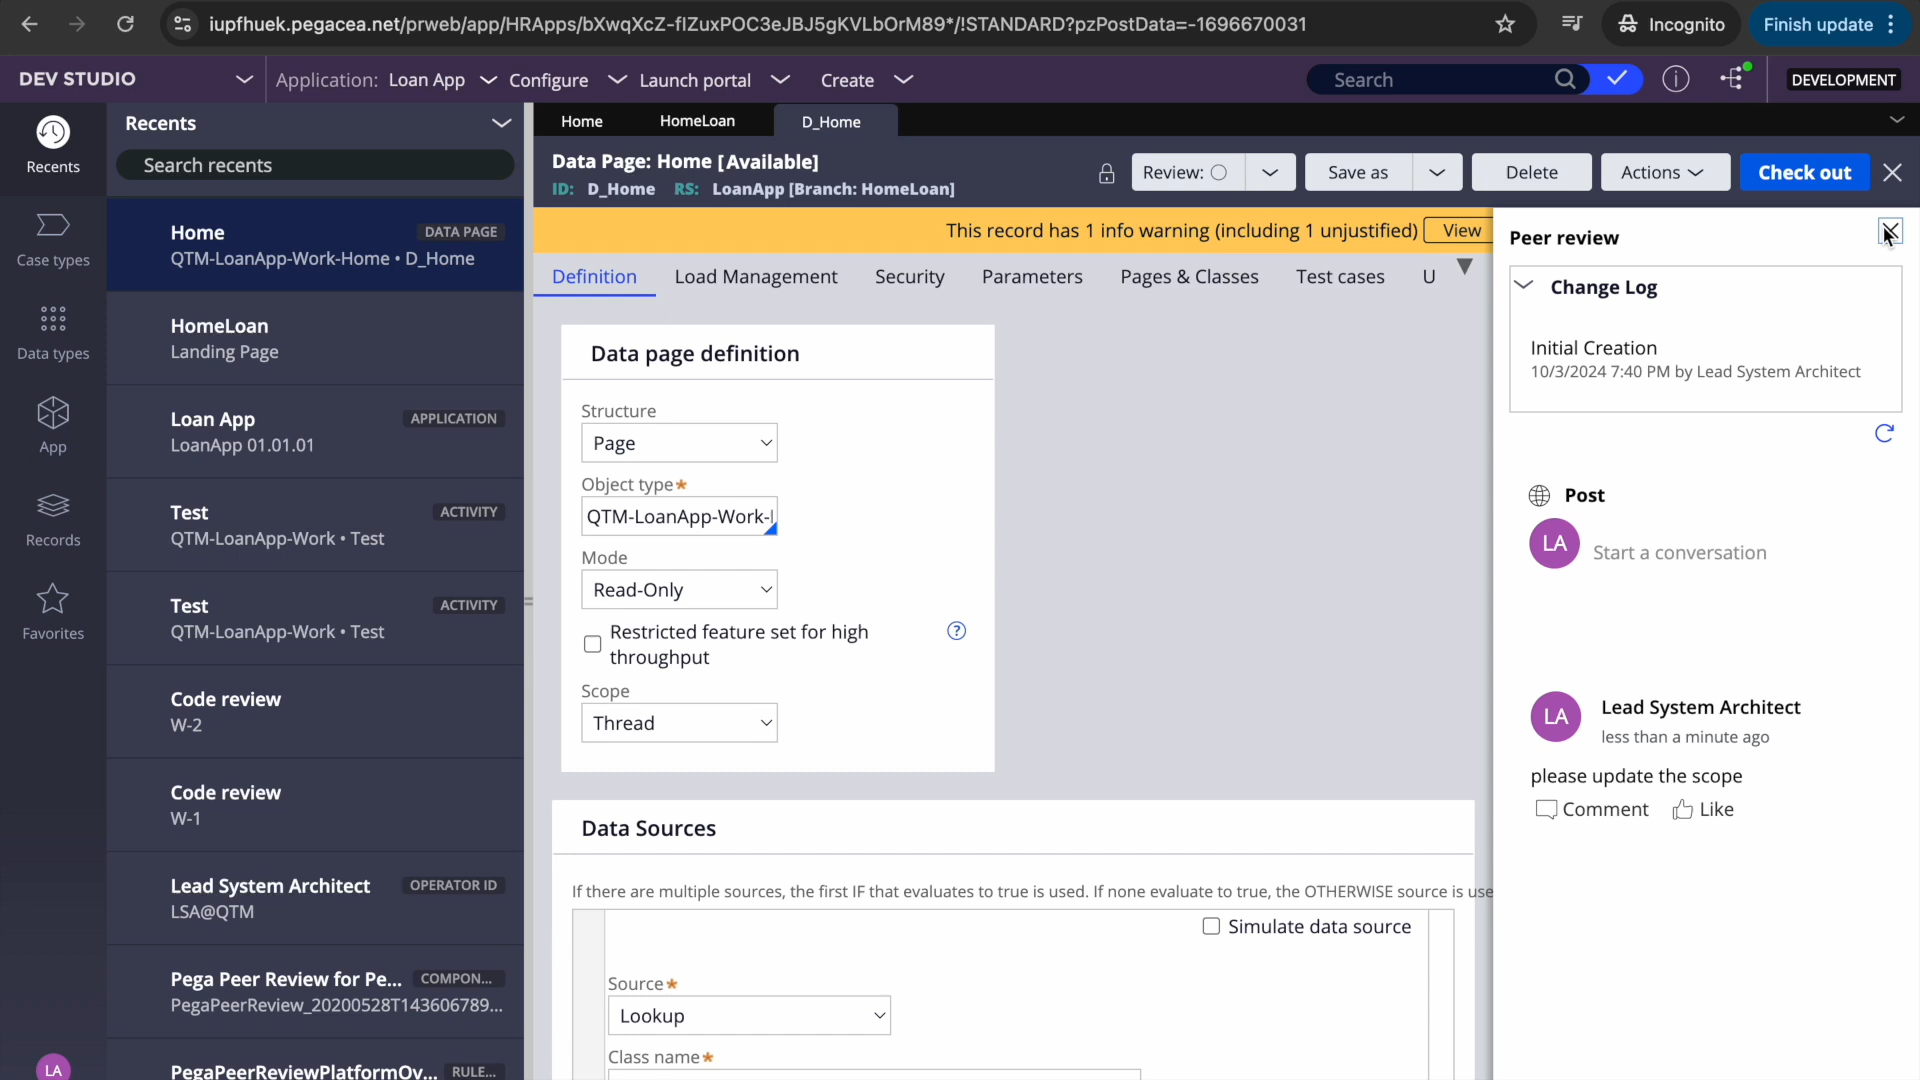 iupfhuek.pegacea.net/prweb/app/HRApps/bXwqXcZ-flZuxPOC3eJBJ5gKVLbOrM89*/!STANDARD?pzPostData=-1696670031
Incognito
Finish update
DEV STUDIO
Application: Loan App
Configure
Launch portal
Create
Search
DEVELOPMENT
Recents
Case types
Data types
App
Records
Favorites
LA
Recents
Search recents
Home DATA PAGE
QTM-LoanApp-Work-Home • D_Home
HomeLoan
Landing Page
Loan App APPLICATION
LoanApp 01.01.01
Test ACTIVITY
QTM-LoanApp-Work • Test
Test ACTIVITY
QTM-LoanApp-Work • Test
Code review
W-2
Code review
W-1
Lead System Architect OPERATOR ID
LSA@QTM
Pega Peer Review for Pe... COMPON...
PegaPeerReview_20200528T143606789...
PegaPeerReviewPlatformOv... RULE...
Home HomeLoan D_Home
Data Page: Home [Available]
ID: D_Home RS: LoanApp [Branch: HomeLoan]
Review:
Save as
Delete
Actions
Check out
This record has 1 info warning (including 1 unjustified) View
Definition Load Management Security Parameters Pages & Classes Test cases U
Data page definition
Structure
Page
Object type*
QTM-LoanApp-Work-
Mode
Read-Only
Restricted feature set for high
throughput
?
Scope
Thread
Data Sources
If there are multiple sources, the first IF that evaluates to true is used. If none evaluate to true, the OTHERWISE source is use
Simulate data source
Source*
Lookup
Class name*
Peer review
Change Log
Initial Creation
10/3/2024 7:40 PM by Lead System Architect
Post
LA
Start a conversation
LA
Lead System Architect
less than a minute ago
please update the scope
Comment Like